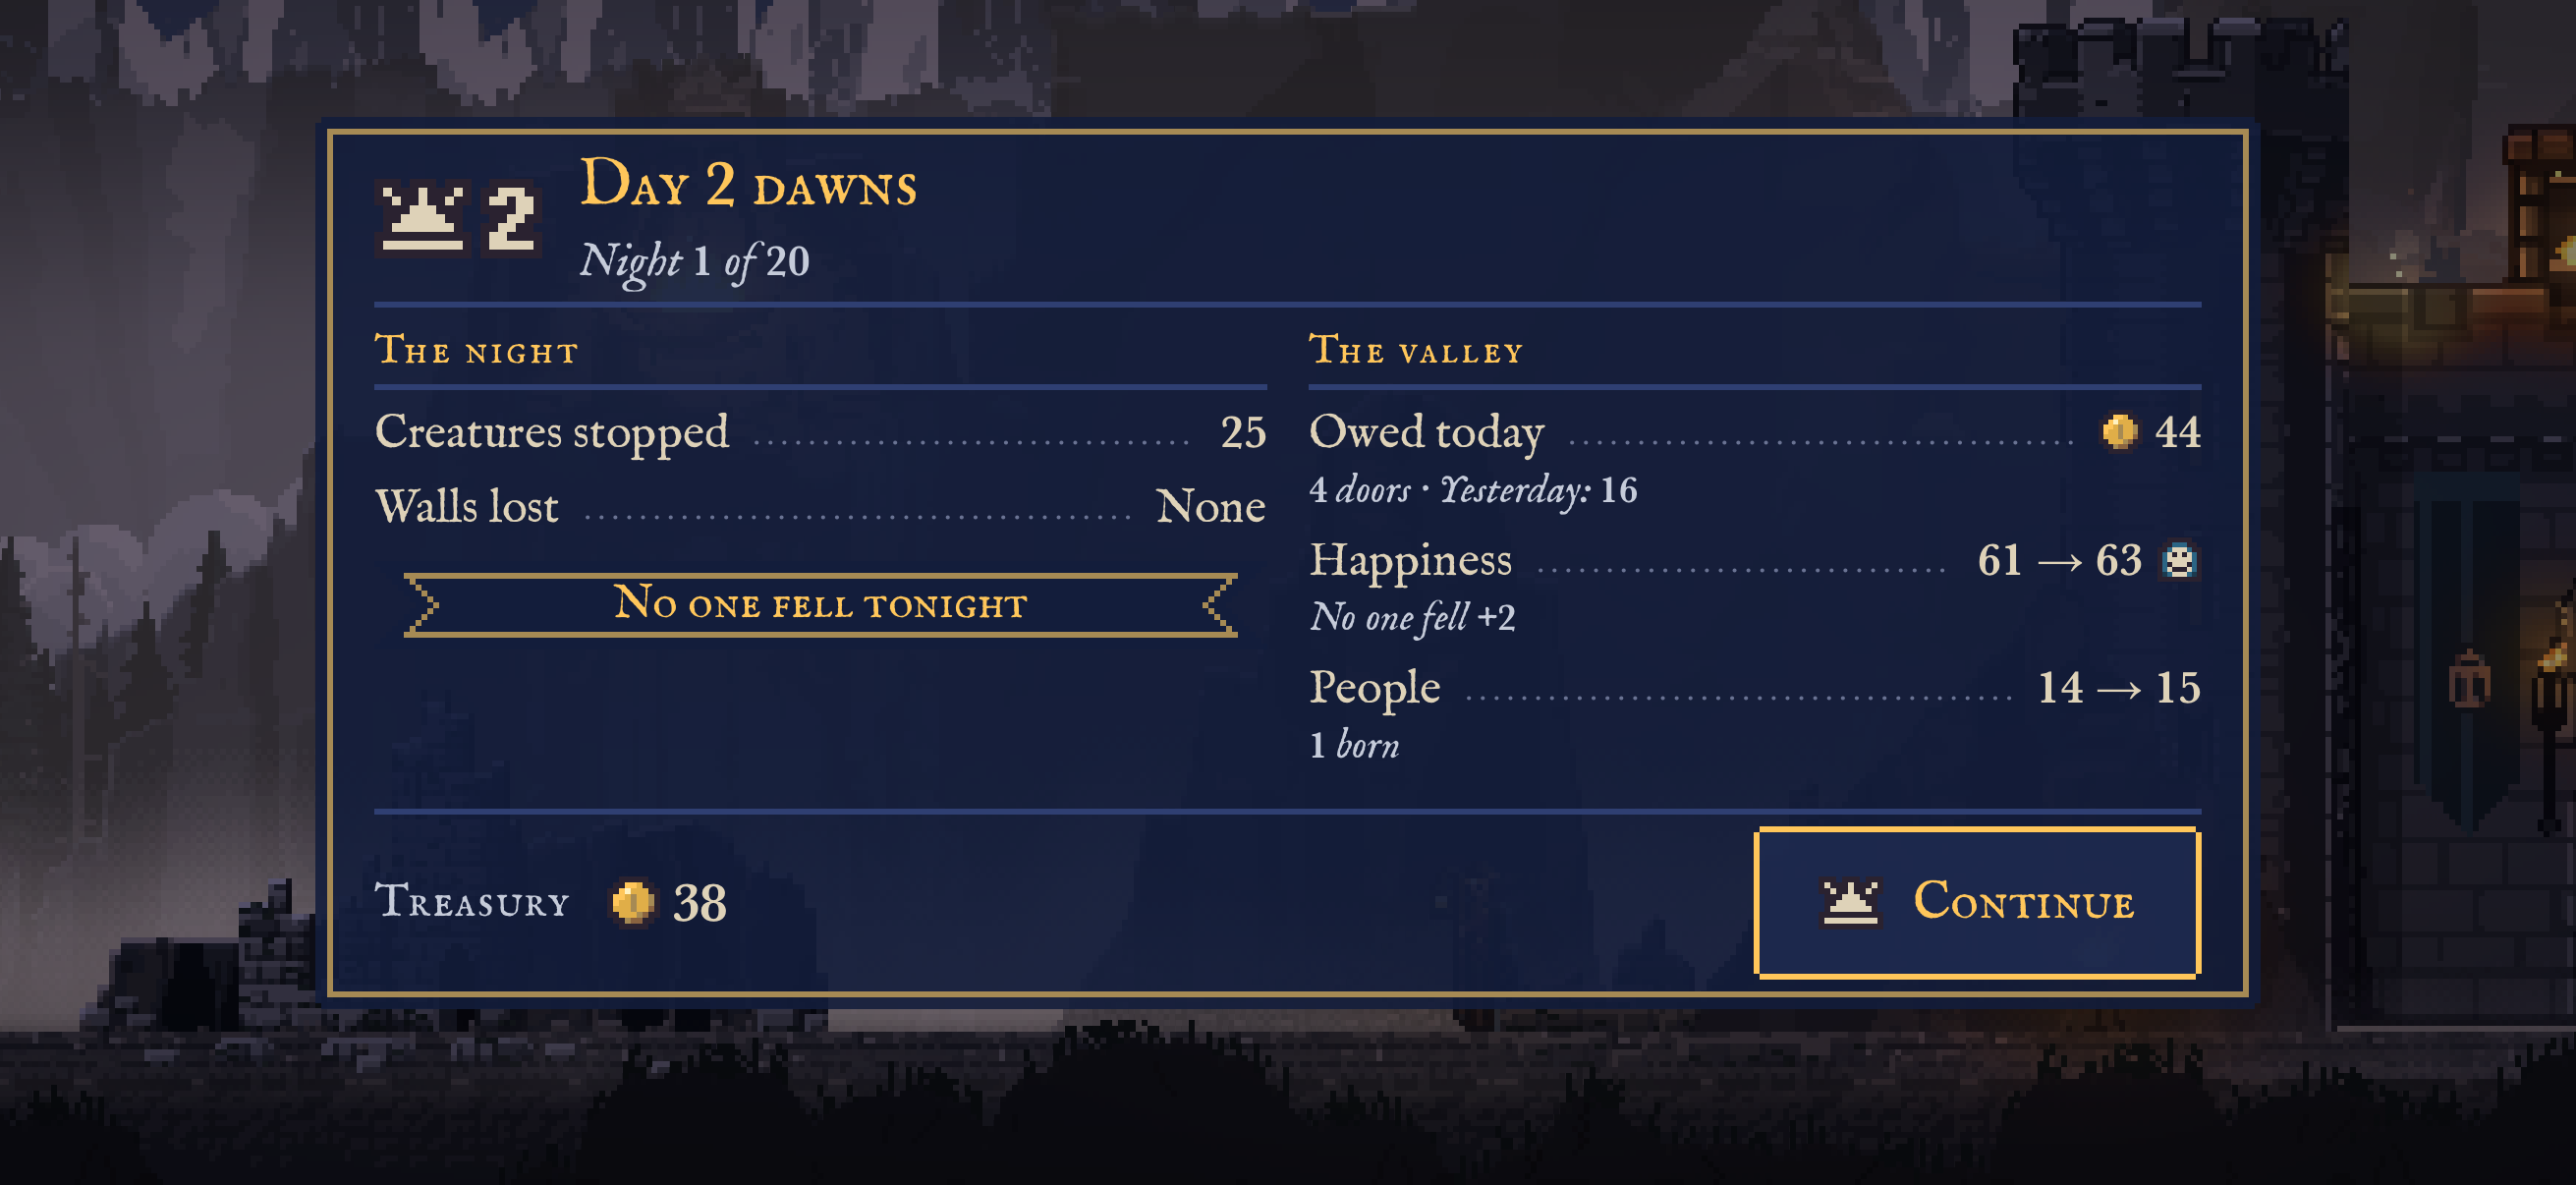 2
Day 2 dawns
Night 1 of 20
The night
Creatures stopped 25
Walls lost None
No one fell tonight
The valley
Owed today 44
4 doors · Yesterday: 16
Happiness 61 → 63
No one fell +2
People 14 → 15
1 born
Treasury 38
Continue